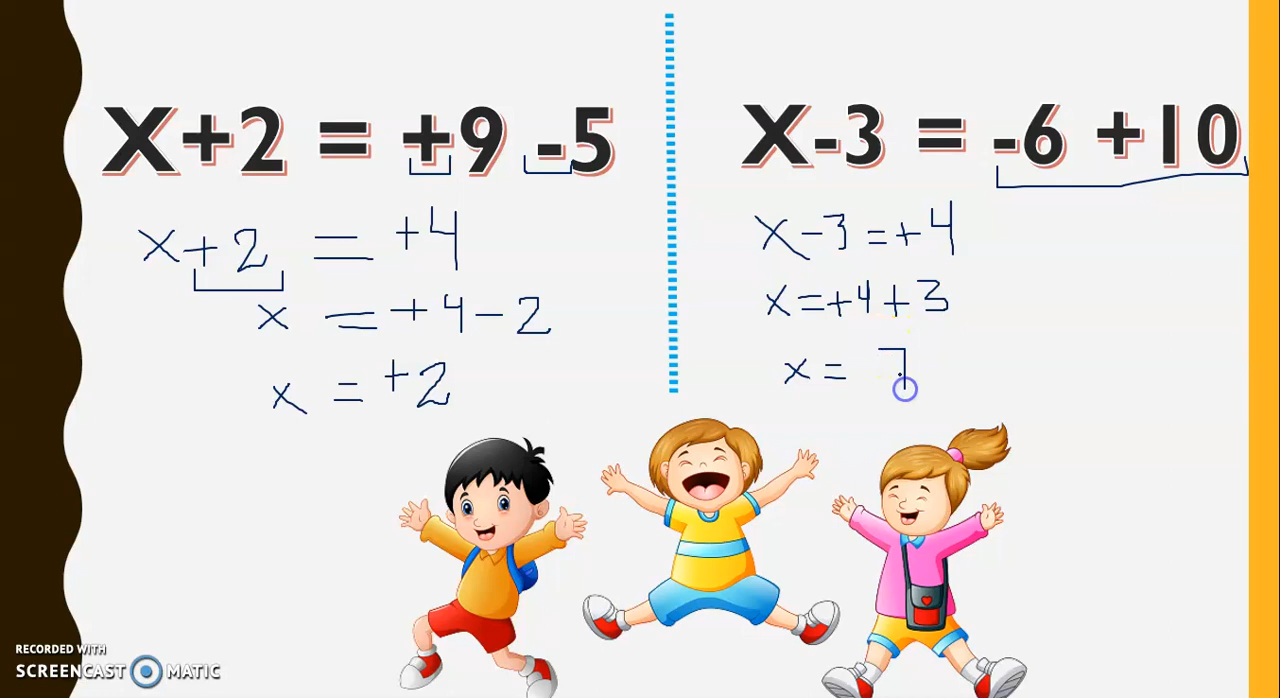 X+2 = +9 -5
x+2 = +4
x = +4-2
x = +2
X-3 = -6 +10
x-3=+4
x=+4+3
x= 7
RECORDED WITH
SCREENCAST MATIC